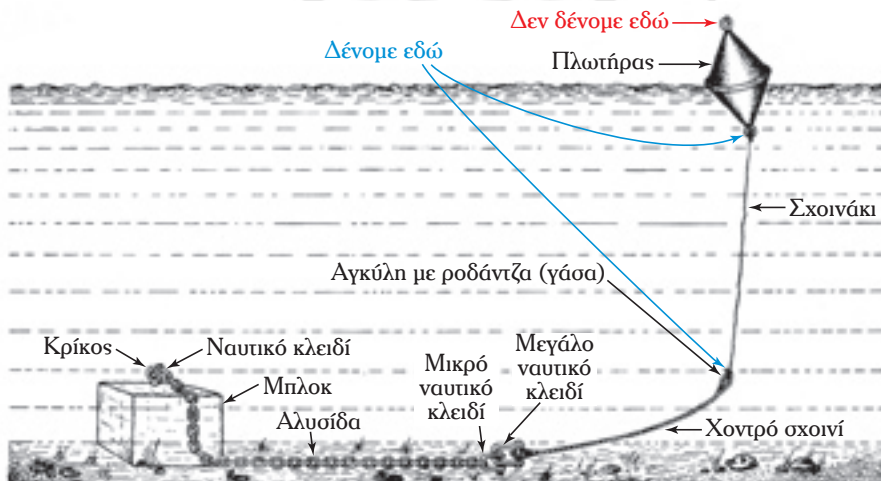 Δεν δένομε εδώ
Δένομε εδώ
Πλωτήρας
Σχοινάκι
Αγκύλη με ροδάντζα (γάσα)
Κρίκος
Ναυτικό κλειδί
Μπλοκ
Αλυσίδα
Μικρό
ναυτικό
κλειδί
Μεγάλο
ναυτικό
κλειδί
Χοντρό σχοινί